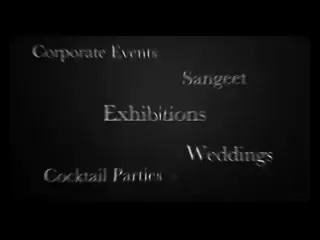 Corporate Events
Sangeet
Exhibitions
Weddings
Cocktail Parties